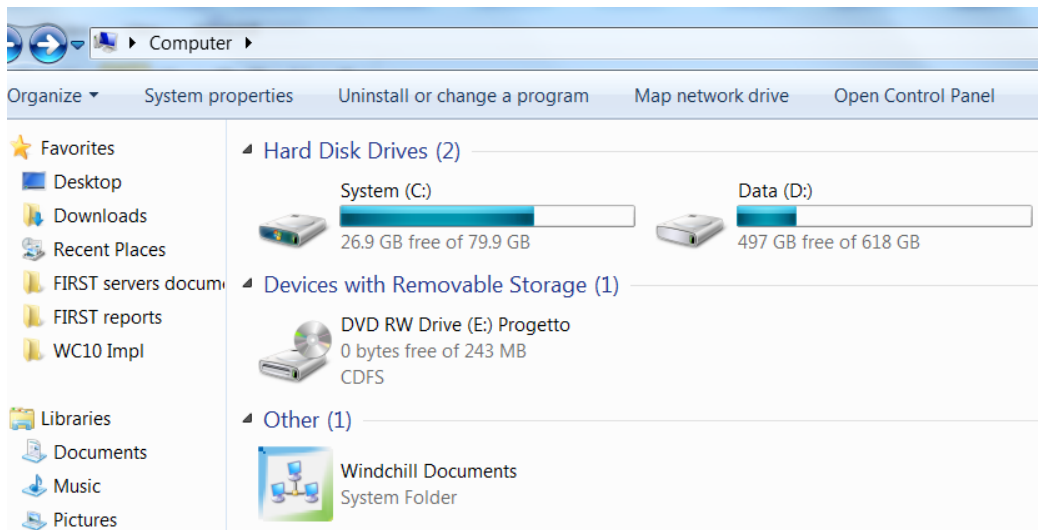 Computer
Organize System properties Uninstall or change a program Map network drive Open Control Panel
Favorites
Desktop
Downloads
Recent Places
FIRST servers docum
FIRST reports
WC10 Impl
Libraries
Documents
Music
Pictures
Hard Disk Drives (2)
System (C:)
26.9 GB free of 79.9 GB
Data (D:)
497 GB free of 618 GB
Devices with Removable Storage (1)
DVD RW Drive (E:) Progetto
0 bytes free of 243 MB
CDFS
Other (1)
Windchill Documents
System Folder